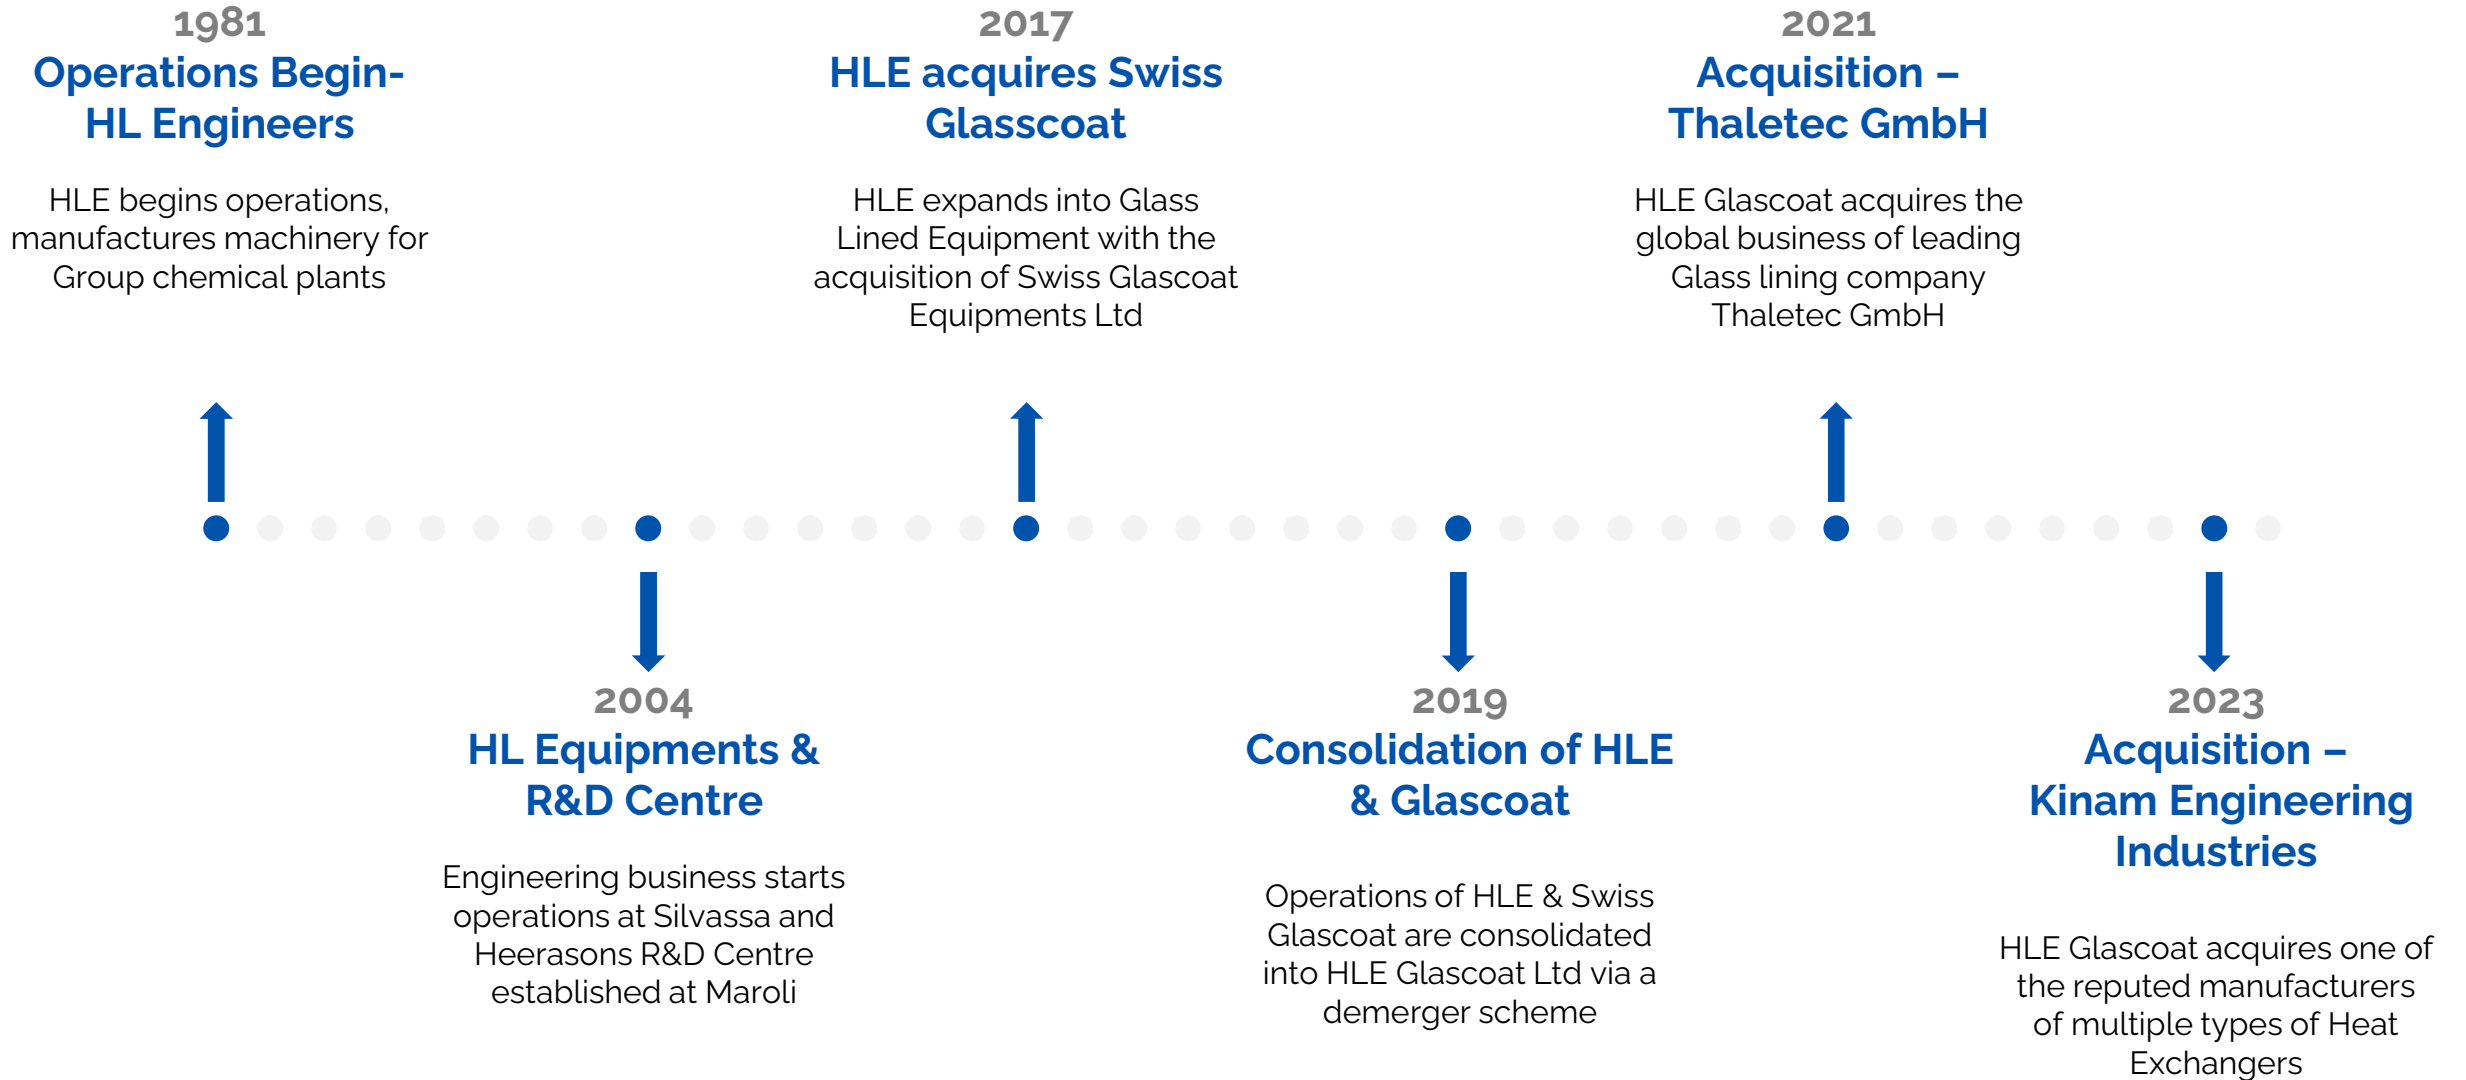 1981
Operations Begin-
HL Engineers
HLE begins operations,
manufactures machinery for
Group chemical plants
2017
HLE acquires Swiss
Glasscoat
HLE expands into Glass
Lined Equipment with the
acquisition of Swiss Glascoat
Equipments Ltd
2021
Acquisition –
Thaletec GmbH
HLE Glascoat acquires the
global business of leading
Glass lining company
Thaletec GmbH
2004
HL Equipments &
R&D Centre
Engineering business starts
operations at Silvassa and
Heerasons R&D Centre
established at Maroli
2019
Consolidation of HLE
& Glascoat
Operations of HLE & Swiss
Glascoat are consolidated
into HLE Glascoat Ltd via a
demerger scheme
2023
Acquisition –
Kinam Engineering
Industries
HLE Glascoat acquires one of
the reputed manufacturers
of multiple types of Heat
Exchangers